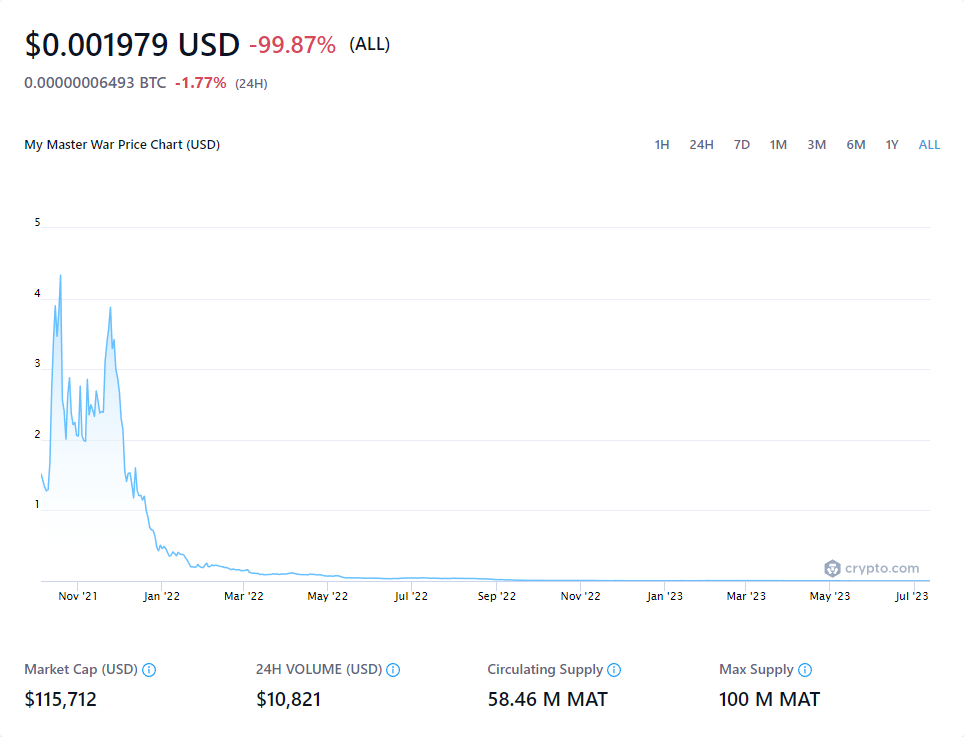 $0.001979 USD -99.87% (ALL)
0.00000006493 BTC -1.77% (24H)
My Master War Price Chart (USD) 1H 24H 7D 1M 3M 6M 1Y ALL
5
4
3
2
1
crypto.com
Nov '21 Jan '22 Mar '22 May '22 Jul '22 Sep '22 Nov '22 Jan '23 Mar '23 May '23 Jul '23
Market Cap (USD) 24H VOLUME (USD) Circulating Supply Max Supply
$115,712 $10,821 58.46 M MAT 100 M MAT